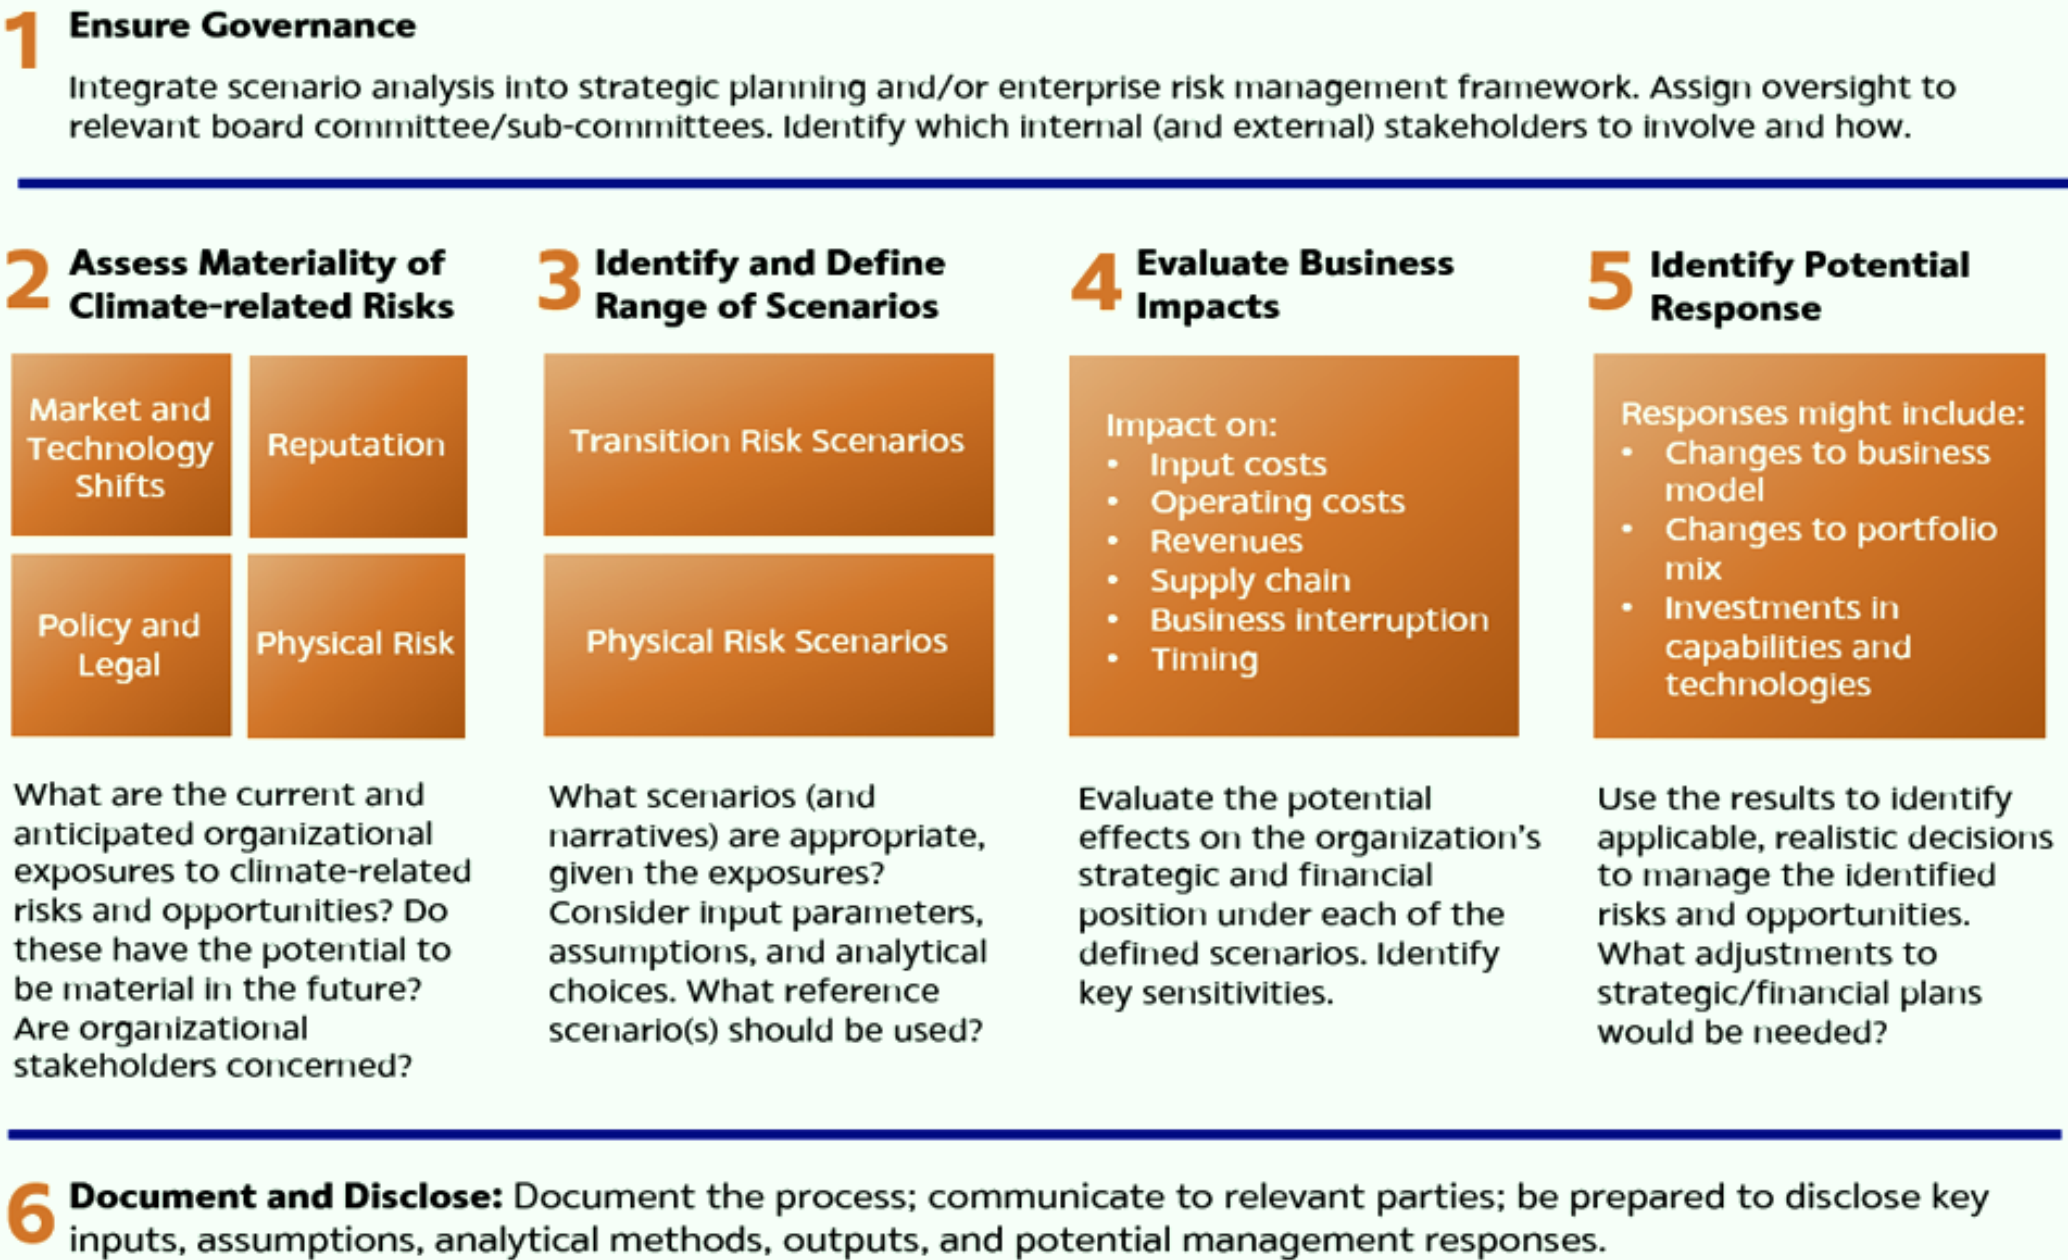 1 Ensure Governance
Integrate scenario analysis into strategic planning and/or enterprise risk management framework. Assign oversight to
relevant board committee/sub-committees. Identify which internal (and external) stakeholders to involve and how.
2 Assess Materiality of
Climate-related Risks
Market and
Technology
Shifts
Reputation
Policy and
Legal
Physical Risk
What are the current and
anticipated organizational
exposures to climate-related
risks and opportunities? Do
these have the potential to
be material in the future?
Are organizational
stakeholders concerned?
3 Identify and Define
Range of Scenarios
Transition Risk Scenarios
Physical Risk Scenarios
What scenarios (and
narratives) are appropriate,
given the exposures?
Consider input parameters,
assumptions, and analytical
choices. What reference
scenario(s) should be used?
4 Evaluate Business
Impacts
Impact on:
• Input costs
• Operating costs
• Revenues
• Supply chain
• Business interruption
• Timing
Evaluate the potential
effects on the organization's
strategic and financial
position under each of the
defined scenarios. Identify
key sensitivities.
5 Identify Potential
Response
Responses might include:
• Changes to business
model
• Changes to portfolio
mix
• Investments in
capabilities and
technologies
Use the results to identify
applicable, realistic decisions
to manage the identified
risks and opportunities.
What adjustments to
strategic/financial plans
would be needed?
6 Document and Disclose: Document the process; communicate to relevant parties; be prepared to disclose key
inputs, assumptions, analytical methods, outputs, and potential management responses.